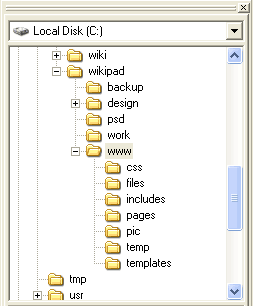 Local Disk (C:)
wiki
wikipad
backup
design
psd
work
www
css
files
includes
pages
pic
temp
templates
tmp
usr